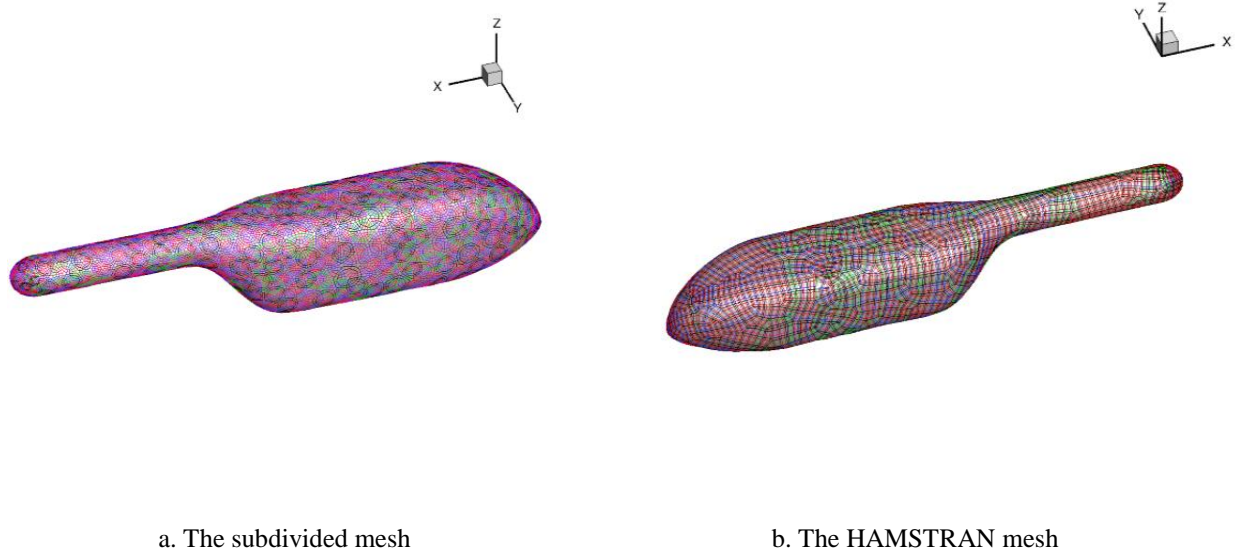 Z
X
Y
Y
Z
X
a. The subdivided mesh
b. The HAMSTRAN mesh